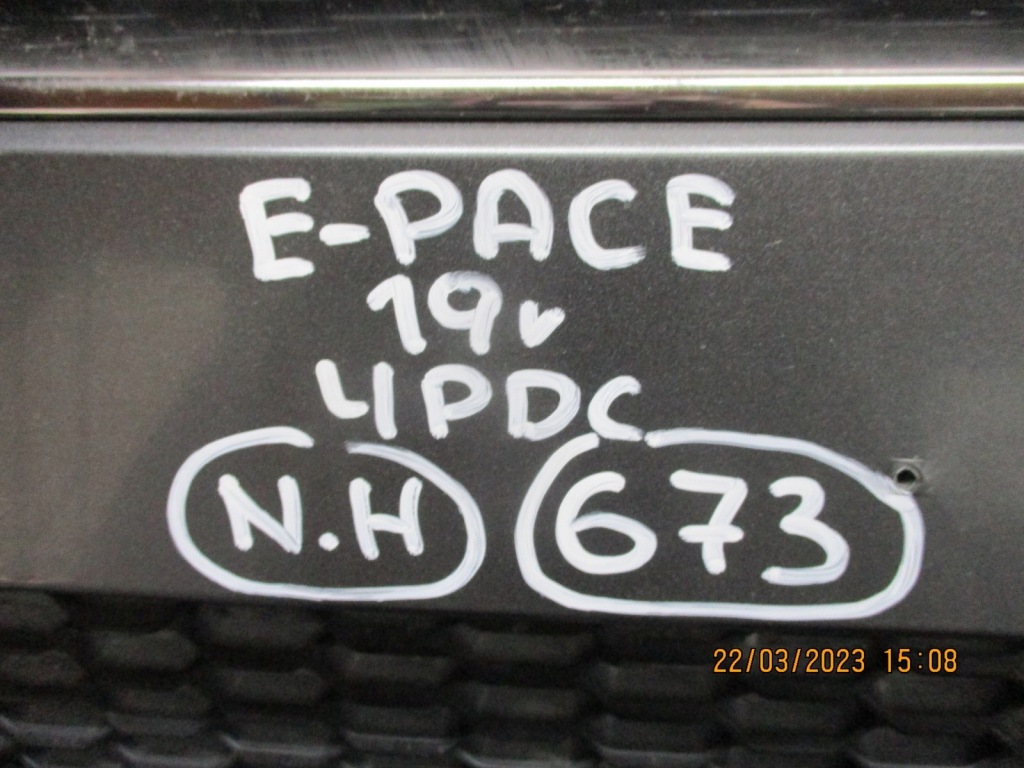 E-PACE
19v
4PDC
N.H 673
22/03/2023 15:08